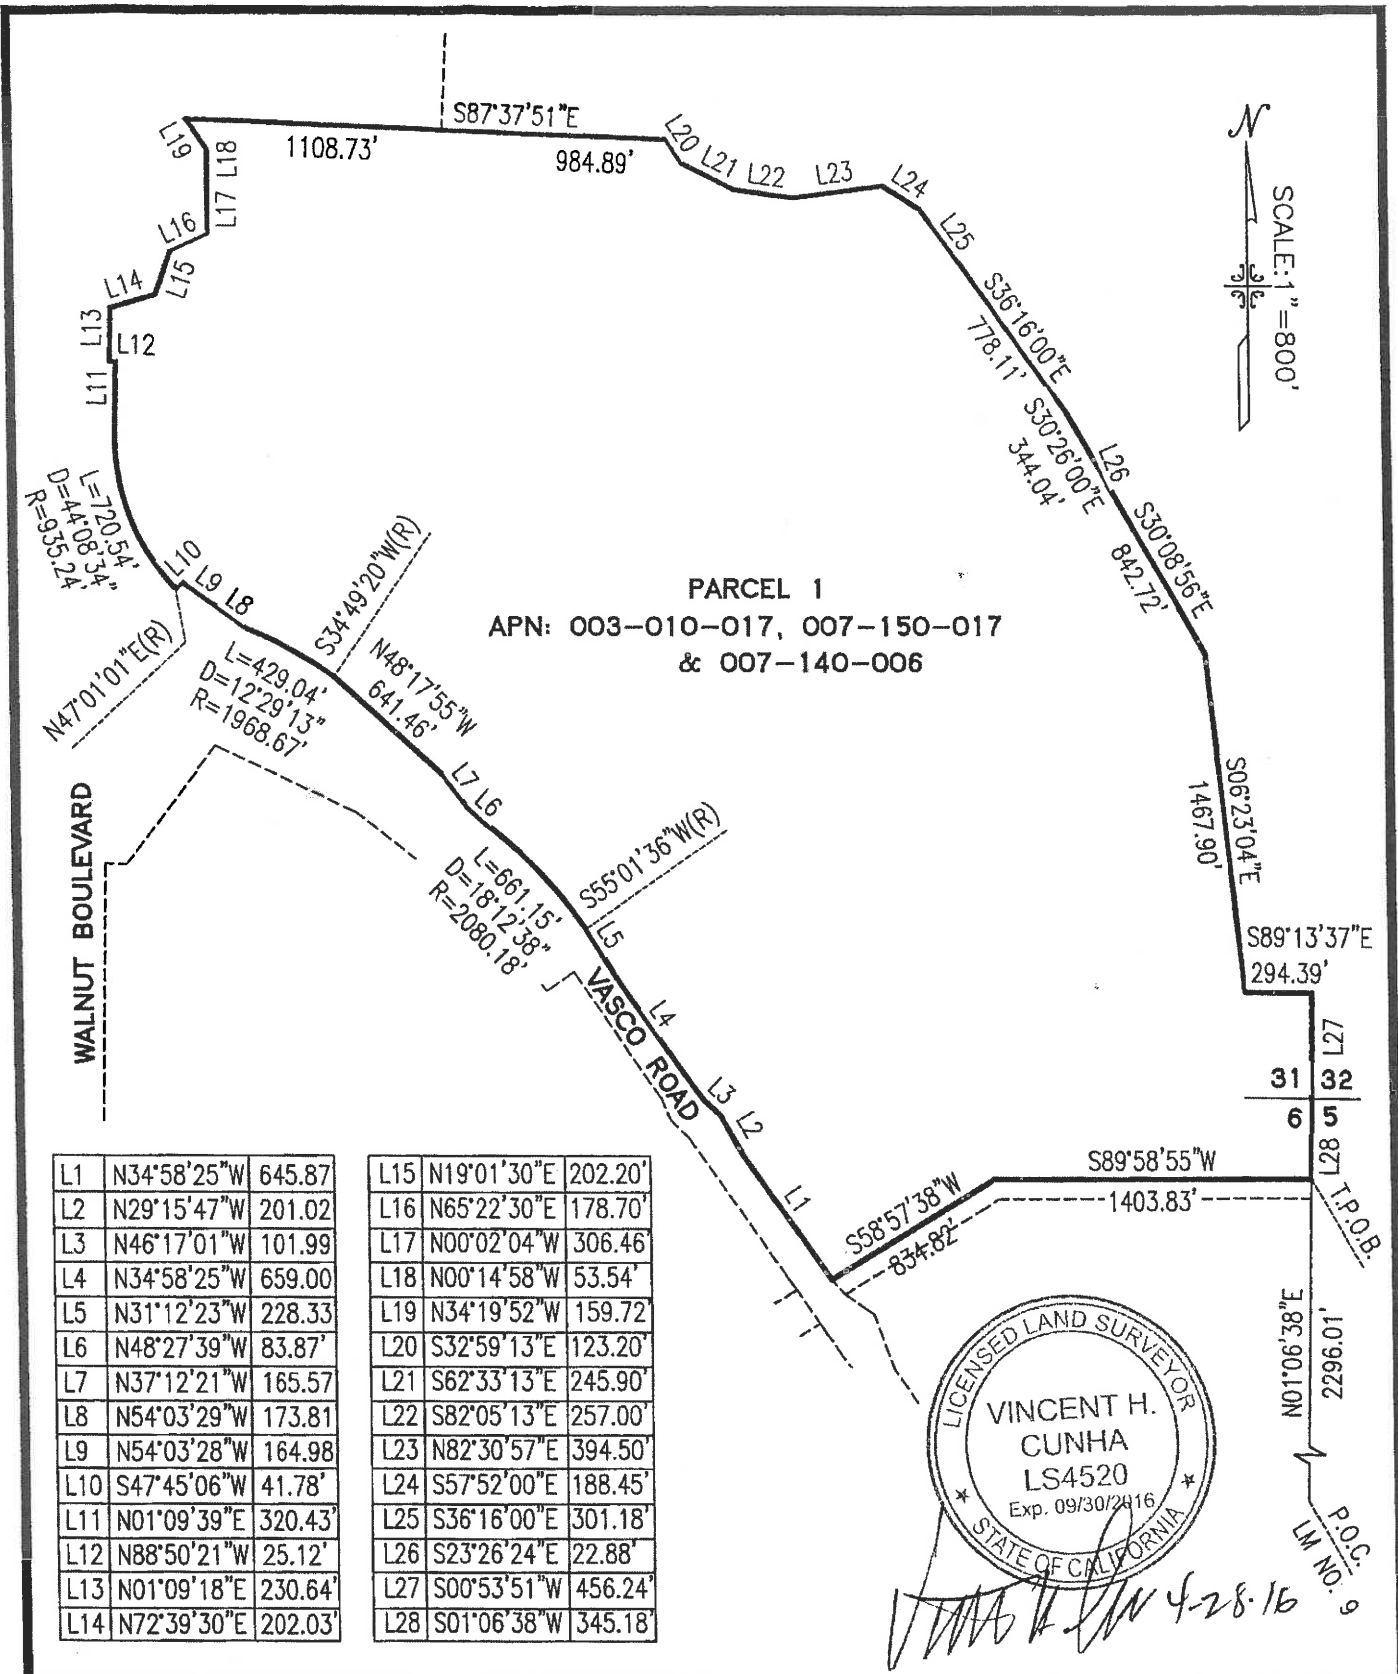 S87°37'51"E
1108.73'
984.89'
L19
L18
L17
L16
L15
L14
L13
L12
L11
L20
L21
L22
L23
L24
L25
N
SCALE: 1"=800'
S36°16'00"E
778.11'
S30°26'00"E
344.04'
L26
S30°08'56"E
842.72'
L=720.54'
D=44°08'34"
R=935.24'
L10
L9
L8
N47°01'01"E(R)
S34°49'20"W(R)
L=429.04'
D=12°29'13"
R=1968.67'
N48°17'55"W
641.46'
PARCEL 1
APN: 003-010-017, 007-150-017
& 007-140-006
L7
L6
L=661.15'
D=18°12'38"
R=2080.18'
S55°01'36"W(R)
L5
WALNUT BOULEVARD
VASCO ROAD
L4
L3
L2
L1
S06°23'04"E
1467.90'
S89°13'37"E
294.39'
L27
31 32
6 5
L28
T.P.O.B.
S89°58'55"W
1403.83'
S58°57'38"W
834.82'
N01°06'38"E
2296.01'
P.O.C.
LM NO. 9
L1 N34°58'25"W 645.87
L2 N29°15'47"W 201.02
L3 N46°17'01"W 101.99
L4 N34°58'25"W 659.00
L5 N31°12'23"W 228.33
L6 N48°27'39"W 83.87'
L7 N37°12'21"W 165.57
L8 N54°03'29"W 173.81
L9 N54°03'28"W 164.98
L10 S47°45'06"W 41.78'
L11 N01°09'39"E 320.43'
L12 N88°50'21"W 25.12'
L13 N01°09'18"E 230.64'
L14 N72°39'30"E 202.03'
L15 N19°01'30"E 202.20'
L16 N65°22'30"E 178.70'
L17 N00°02'04"W 306.46'
L18 N00°14'58"W 53.54'
L19 N34°19'52"W 159.72'
L20 S32°59'13"E 123.20'
L21 S62°33'13"E 245.90'
L22 S82°05'13"E 257.00'
L23 N82°30'57"E 394.50'
L24 S57°52'00"E 188.45'
L25 S36°16'00"E 301.18'
L26 S23°26'24"E 22.88'
L27 S00°53'51"W 456.24'
L28 S01°06'38"W 345.18'
LICENSED LAND SURVEYOR
VINCENT H.
CUNHA
LS4520
Exp. 09/30/2016
STATE OF CALIFORNIA
4-28-16